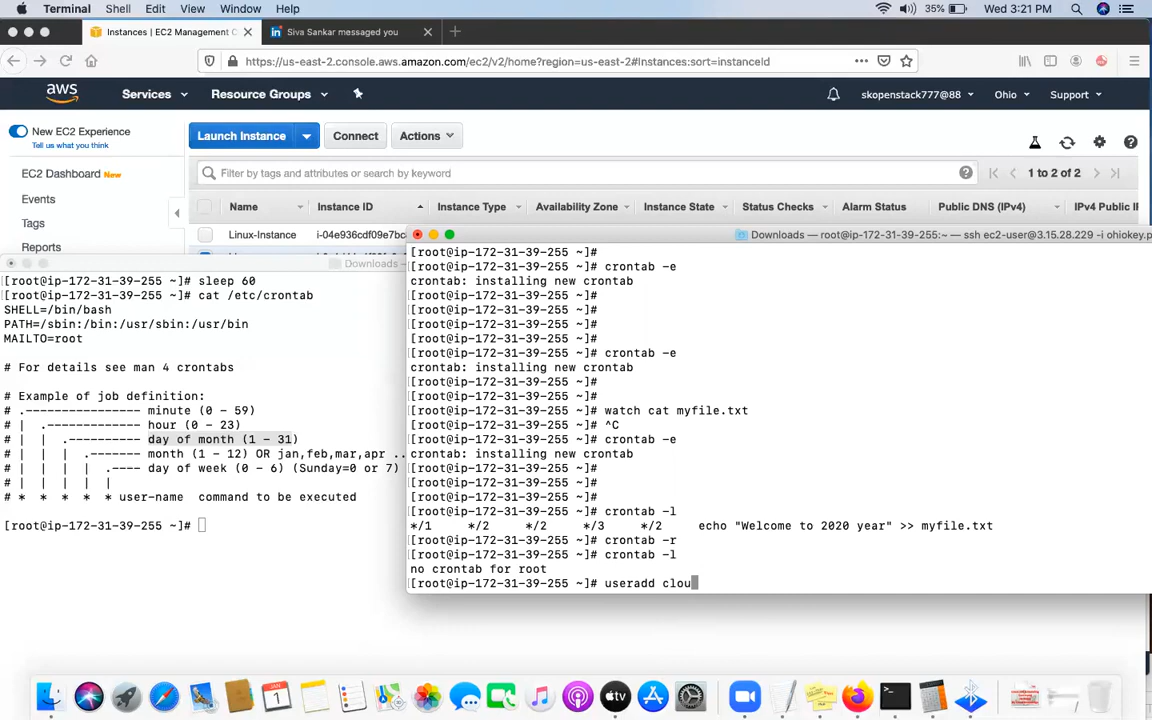 Terminal Shell Edit View Window Help 35% Wed 3:21 PM
Instances | EC2 Management C Siva Sankar messaged you
https://us-east-2.console.aws.amazon.com/ec2/v2/home?region=us-east-2#Instances:sort=instanceId
aws Services Resource Groups skopenstack777@88 Ohio Support
New EC2 Experience
Tell us what you think
Launch Instance Connect Actions
EC2 Dashboard New
Events
Tags
Reports
Filter by tags and attributes or search by keyword 1 to 2 of 2
Name Instance ID Instance Type Availability Zone Instance State Status Checks Alarm Status Public DNS (IPv4) IPv4 Public IP
Linux-Instance i-04e936cdf09e7bc
Downloads —
[root@ip-172-31-39-255 ~]# sleep 60
[root@ip-172-31-39-255 ~]# cat /etc/crontab
SHELL=/bin/bash
PATH=/sbin:/bin:/usr/sbin:/usr/bin
MAILTO=root
# For details see man 4 crontabs
# Example of job definition:
# .---------------- minute (0 - 59)
# |  .------------- hour (0 - 23)
# |  |  .---------- day of month (1 - 31)
# |  |  |  .------- month (1 - 12) OR jan,feb,mar,apr ..
# |  |  |  |  .---- day of week (0 - 6) (Sunday=0 or 7)
# |  |  |  |  |
# *  *  *  *  * user-name  command to be executed
[root@ip-172-31-39-255 ~]#
Downloads — root@ip-172-31-39-255:~ — ssh ec2-user@3.15.28.229 -i ohiokey.p
[root@ip-172-31-39-255 ~]#
[root@ip-172-31-39-255 ~]# crontab -e
crontab: installing new crontab
[root@ip-172-31-39-255 ~]#
[root@ip-172-31-39-255 ~]#
[root@ip-172-31-39-255 ~]#
[root@ip-172-31-39-255 ~]#
[root@ip-172-31-39-255 ~]# crontab -e
crontab: installing new crontab
[root@ip-172-31-39-255 ~]#
[root@ip-172-31-39-255 ~]#
[root@ip-172-31-39-255 ~]# watch cat myfile.txt
[root@ip-172-31-39-255 ~]# ^C
[root@ip-172-31-39-255 ~]# crontab -e
crontab: installing new crontab
[root@ip-172-31-39-255 ~]#
[root@ip-172-31-39-255 ~]#
[root@ip-172-31-39-255 ~]#
[root@ip-172-31-39-255 ~]# crontab -l
*/1     */2     */2     */3     */2     echo "Welcome to 2020 year" >> myfile.txt
[root@ip-172-31-39-255 ~]# crontab -r
[root@ip-172-31-39-255 ~]# crontab -l
no crontab for root
[root@ip-172-31-39-255 ~]# useradd clou